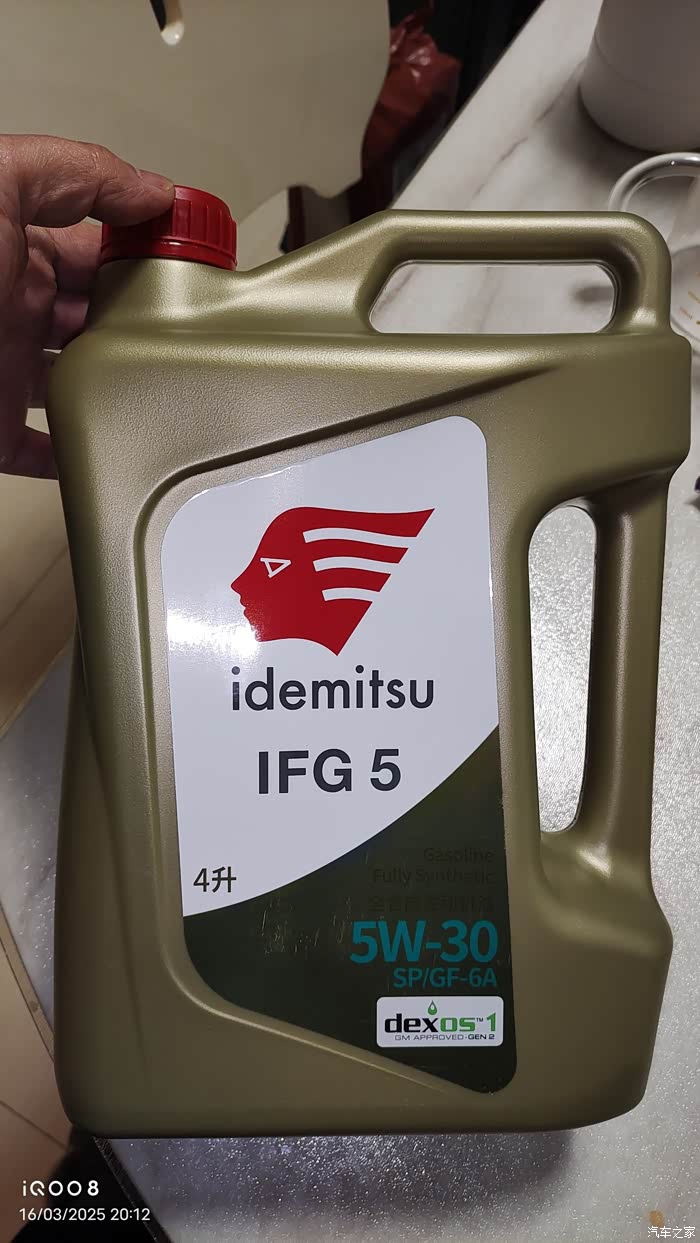 idemitsu
IFG 5
4升
Gasoline
Fully Synthetic
5W-30
SP/GF-6A
dexos™1
GM APPROVED·GEN 2
iQOO 8
16/03/2025 20:12
汽车之家